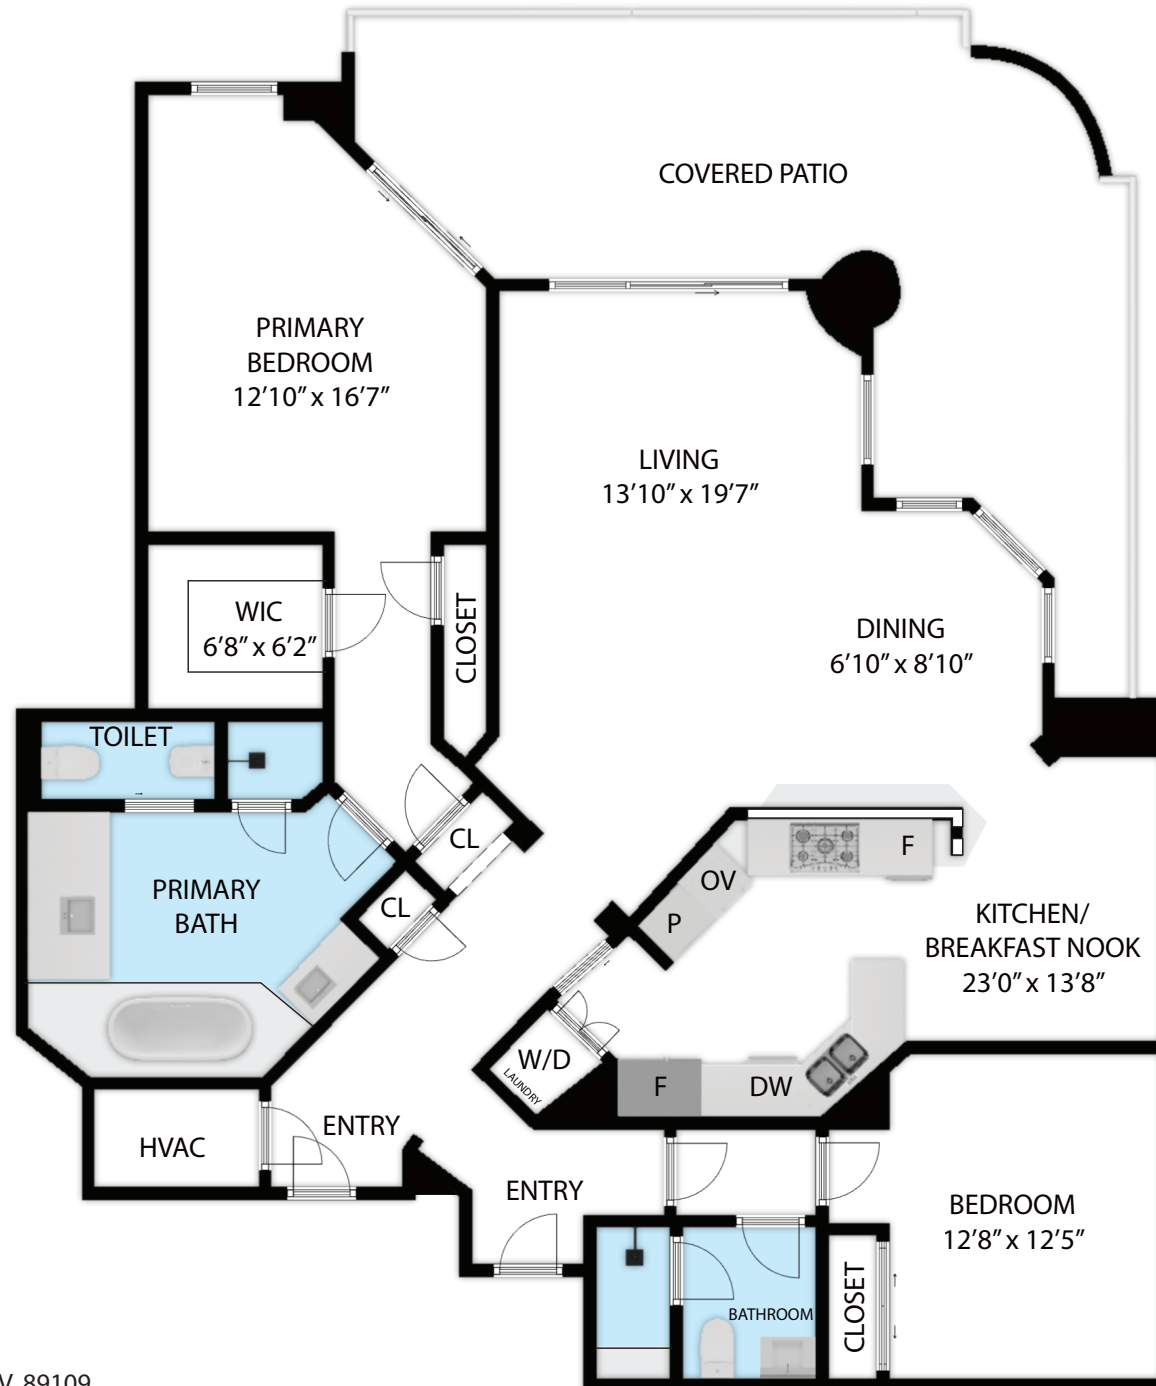 COVERED PATIO
PRIMARY
BEDROOM
12'10" x 16'7"
LIVING
13'10" x 19'7"
WIC
6'8" x 6'2"
CLOSET
DINING
6'10" x 8'10"
TOILET
CL
CL
PRIMARY
BATH
OV
P
F
KITCHEN/
BREAKFAST NOOK
23'0" x 13'8"
W/D
LAUNDRY
F
DW
HVAC
ENTRY
ENTRY
BEDROOM
12'8" x 12'5"
CLOSET
BATHROOM
V 89109